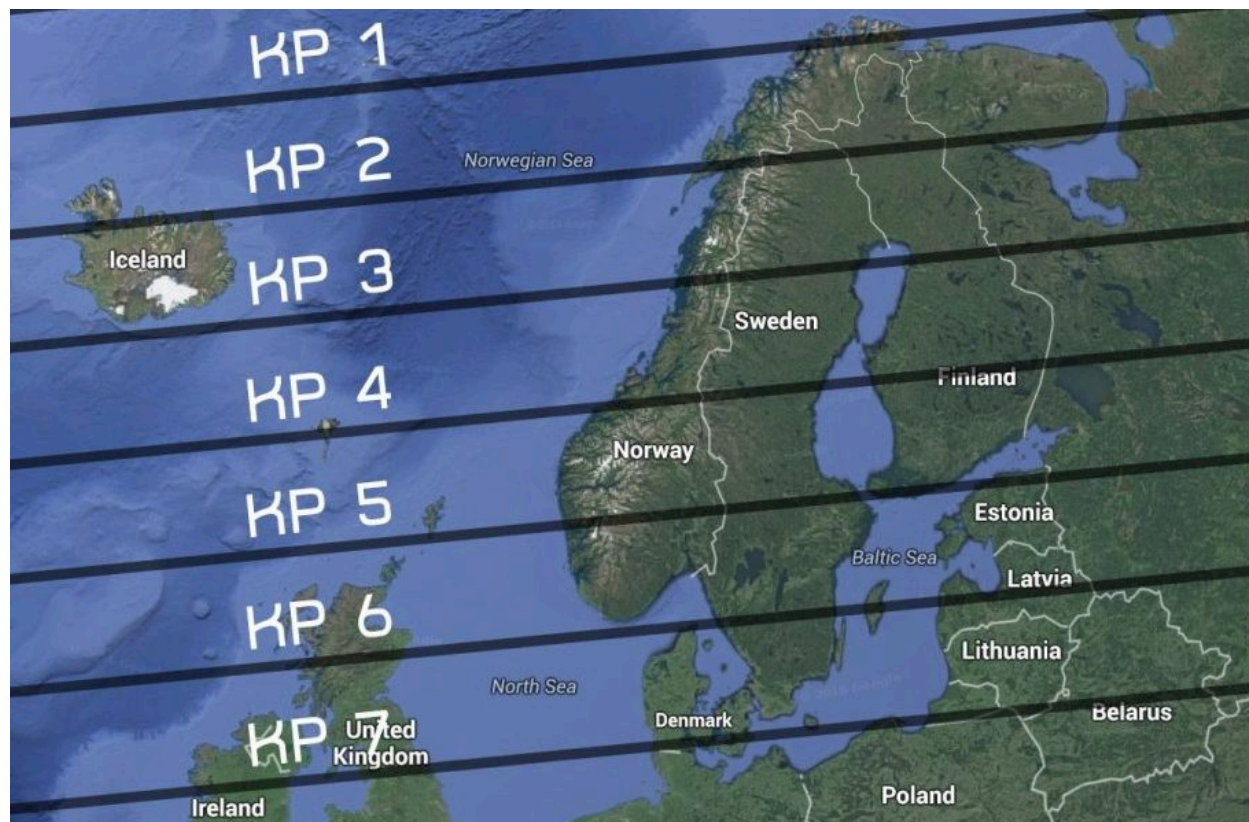 KP 1
KP 2
Norwegian Sea
Iceland
KP 3
Sweden
KP 4
Finland
Norway
KP 5
Estonia
Baltic Sea
Latvia
KP 6
Lithuania
North Sea
KP 7
United
Kingdom
Denmark
Belarus
Ireland
Poland